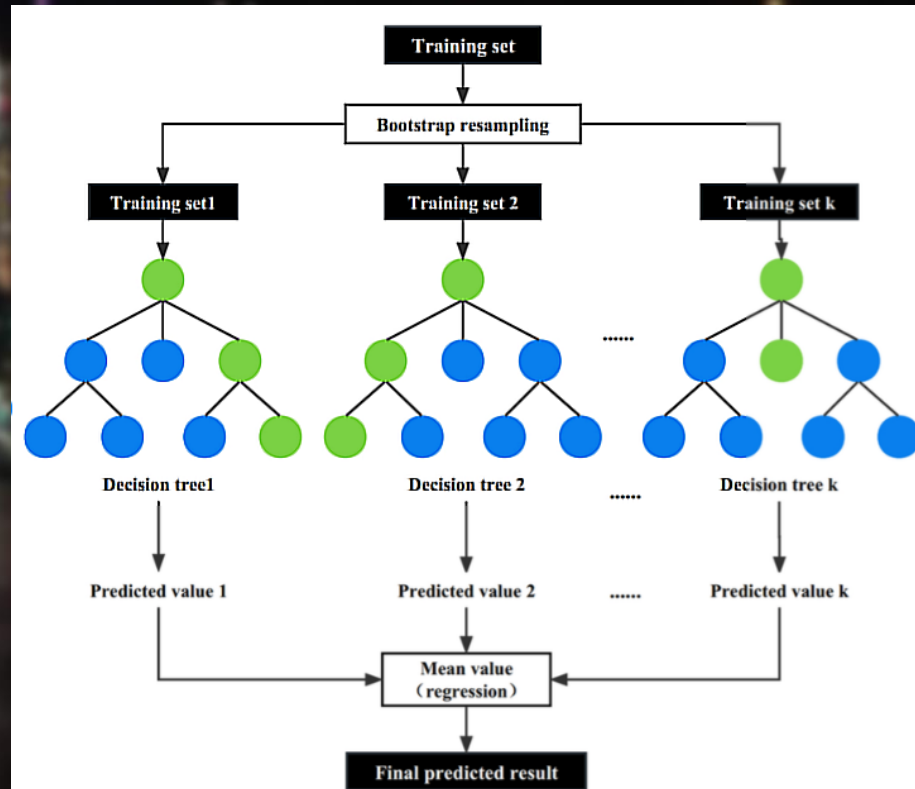 Training set
Bootstrap resampling
Training set1
Training set 2
Training set k
......
Decision tree1
Decision tree 2
......
Decision tree k
Predicted value 1
Predicted value 2
......
Predicted value k
Mean value
（regression）
Final predicted result